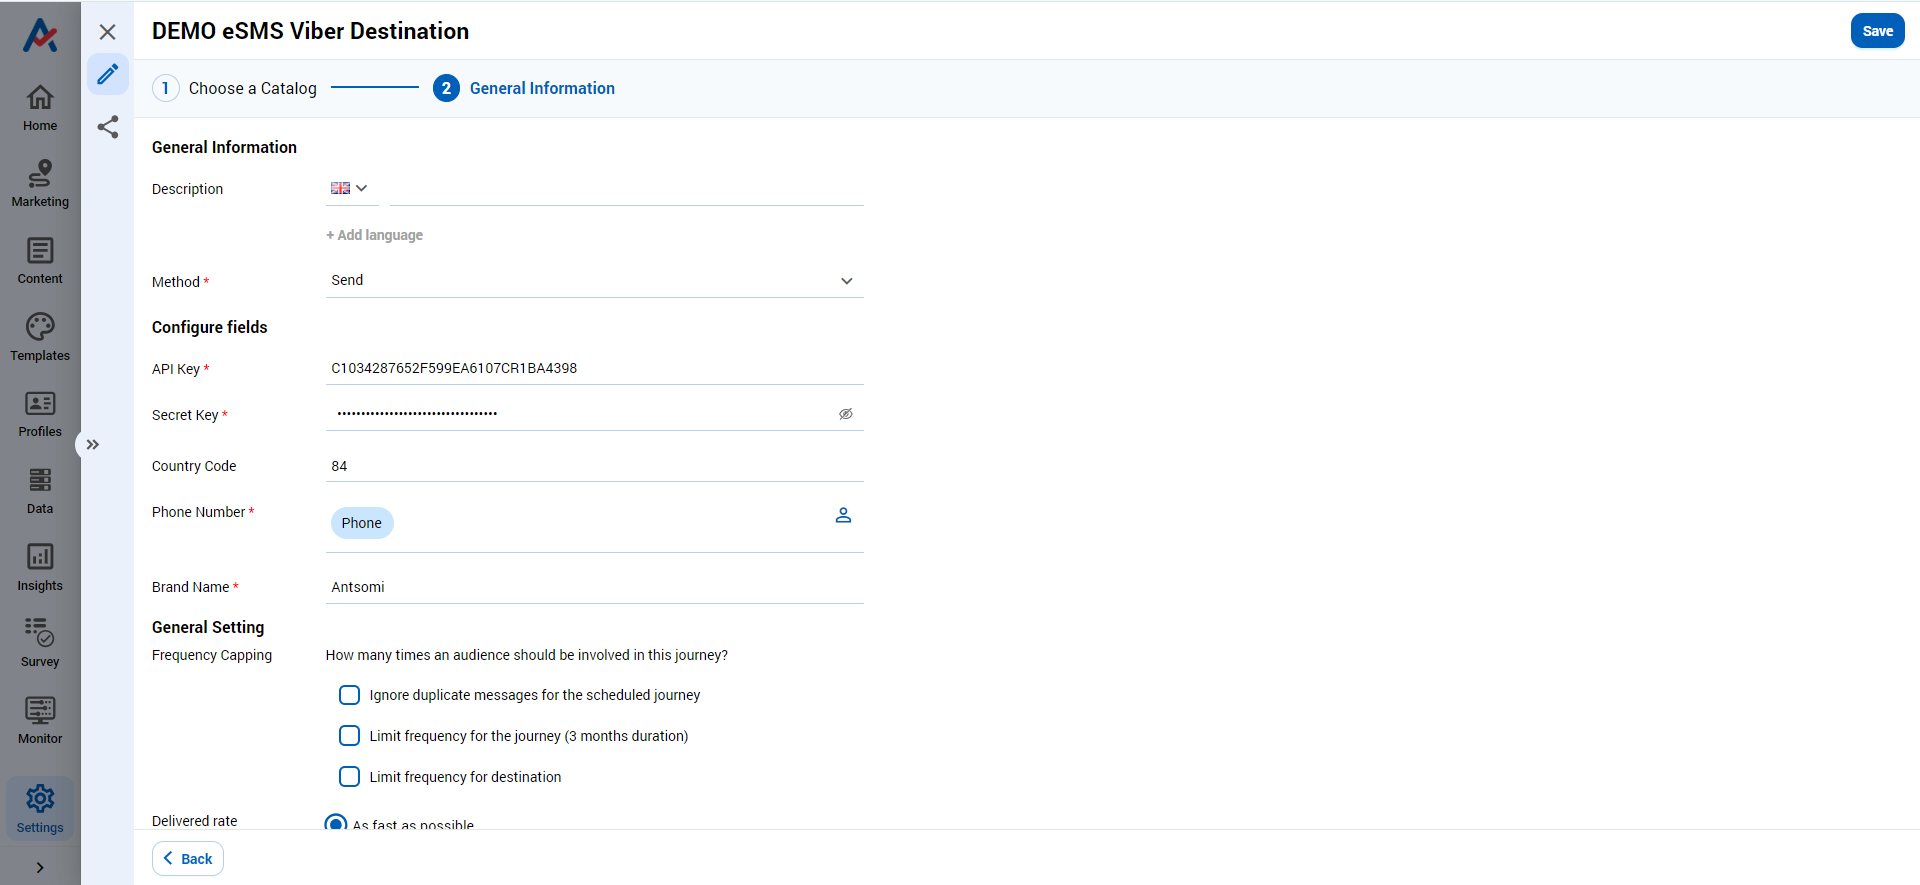 DEMO eSMS Viber Destination
Save
1 Choose a Catalog
2 General Information
Home
Marketing
Content
Templates
Profiles
Data
Insights
Survey
Monitor
Settings
General Information
Description
+ Add language
Method * Send
Configure fields
API Key * C1034287652F599EA6107CR1BA4398
Secret Key * ••••••••••••••••••••••••••••••••••
Country Code 84
Phone Number * Phone
Brand Name * Antsomi
General Setting
Frequency Capping How many times an audience should be involved in this journey?
Ignore duplicate messages for the scheduled journey
Limit frequency for the journey (3 months duration)
Limit frequency for destination
Delivered rate As fast as possible
Back